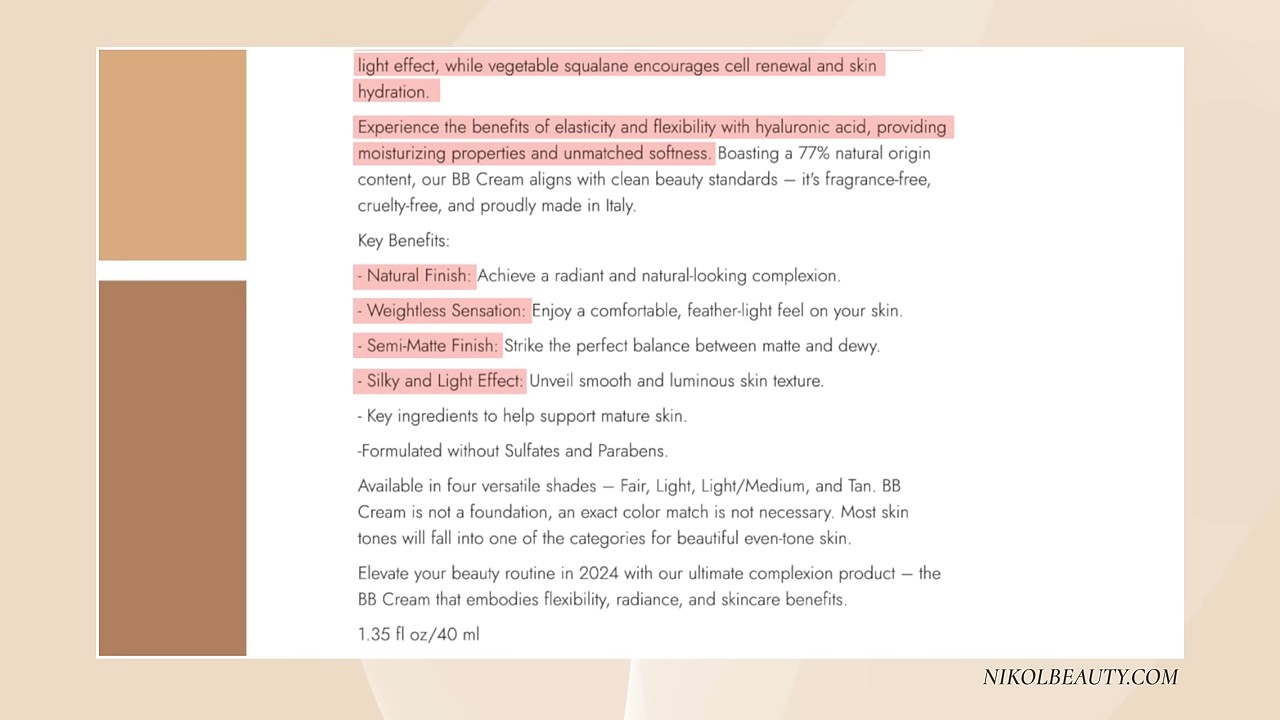 light effect, while vegetable squalane encourages cell renewal and skin
hydration.
Experience the benefits of elasticity and flexibility with hyaluronic acid, providing
moisturizing properties and unmatched softness. Boasting a 77% natural origin
content, our BB Cream aligns with clean beauty standards – it's fragrance-free,
cruelty-free, and proudly made in Italy.
Key Benefits:
- Natural Finish: Achieve a radiant and natural-looking complexion.
- Weightless Sensation: Enjoy a comfortable, feather-light feel on your skin.
- Semi-Matte Finish: Strike the perfect balance between matte and dewy.
- Silky and Light Effect: Unveil smooth and luminous skin texture.
- Key ingredients to help support mature skin.
-Formulated without Sulfates and Parabens.
Available in four versatile shades – Fair, Light, Light/Medium, and Tan. BB
Cream is not a foundation, an exact color match is not necessary. Most skin
tones will fall into one of the categories for beautiful even-tone skin.
Elevate your beauty routine in 2024 with our ultimate complexion product – the
BB Cream that embodies flexibility, radiance, and skincare benefits.
1.35 fl oz/40 ml
NIKOLBEAUTY.COM